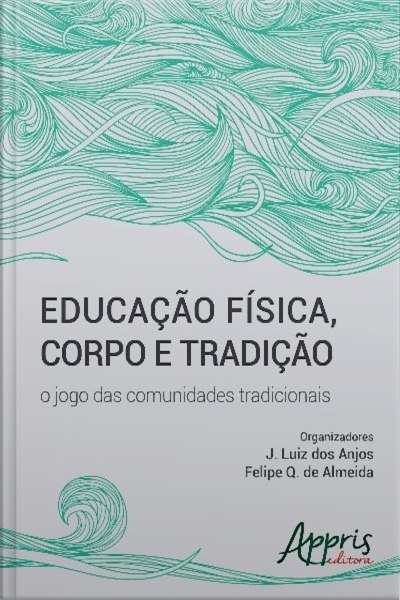 EDUCAÇÃO FÍSICA,
CORPO E TRADIÇÃO
o jogo das comunidades tradicionais
Organizadores
J. Luiz dos Anjos
Felipe Q. de Almeida
Appris
editora